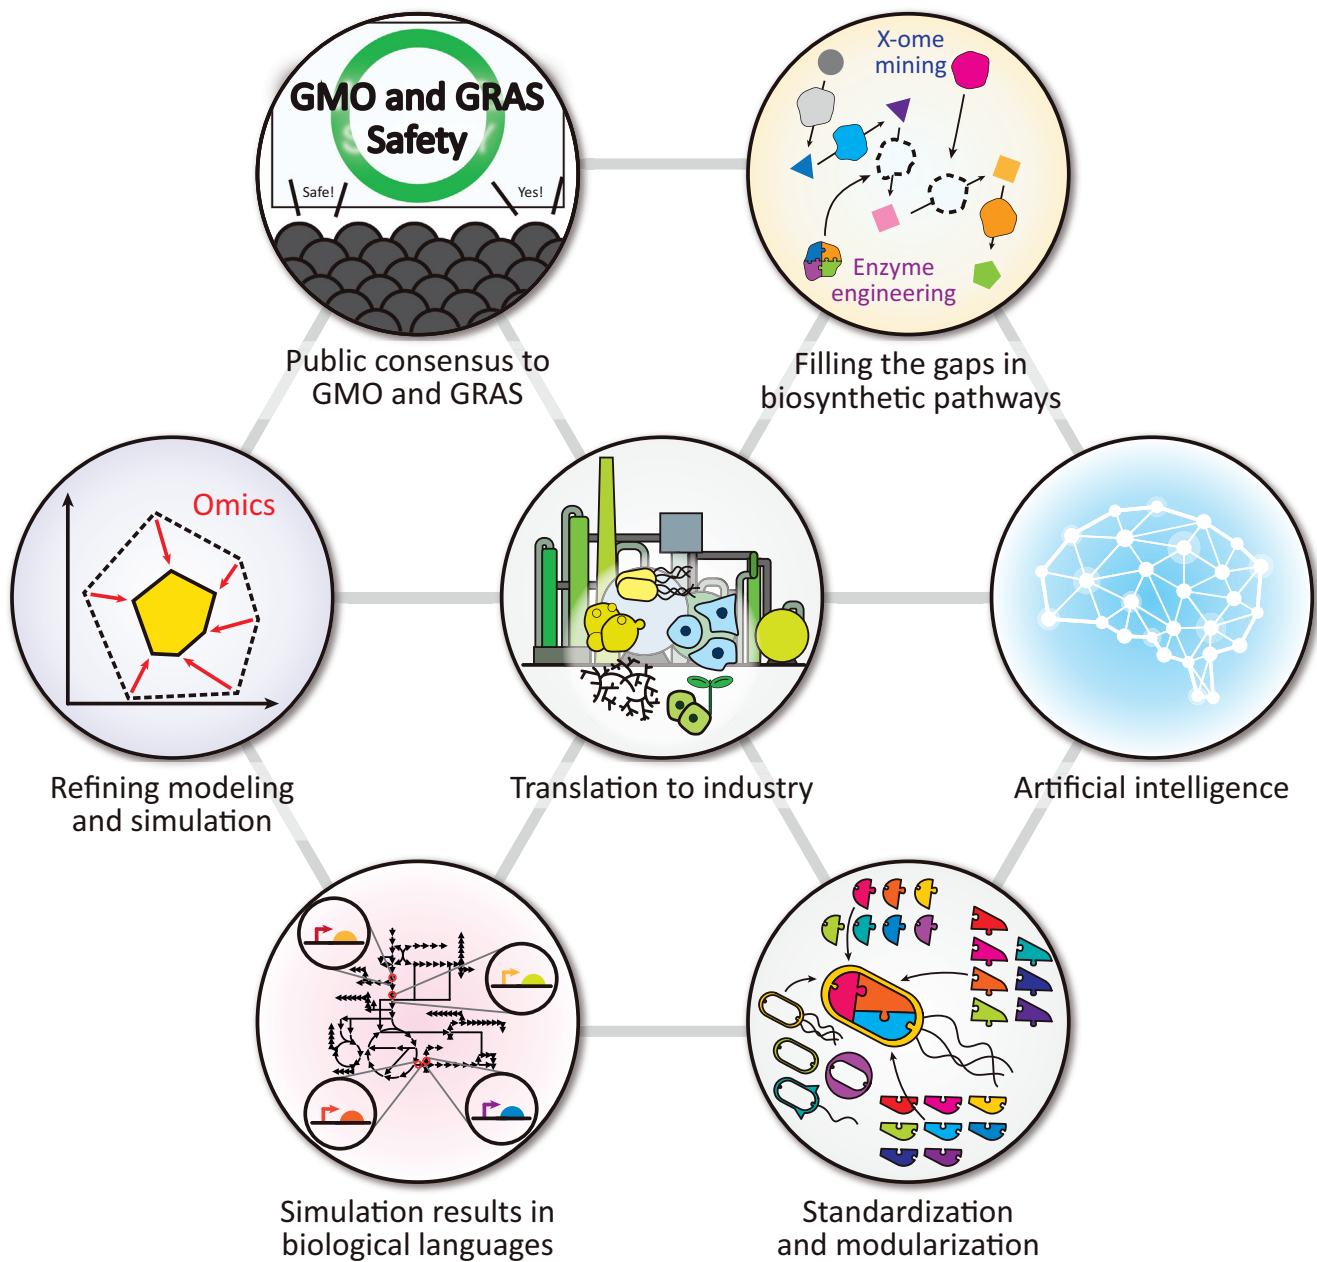 GMO and GRAS
Safety
Safe!
Yes!
Public consensus to
GMO and GRAS
X-ome
mining
Enzyme
engineering
Filling the gaps in
biosynthetic pathways
Omics
Refining modeling
and simulation
Translation to industry
Artificial intelligence
Simulation results in
biological languages
Standardization
and modularization